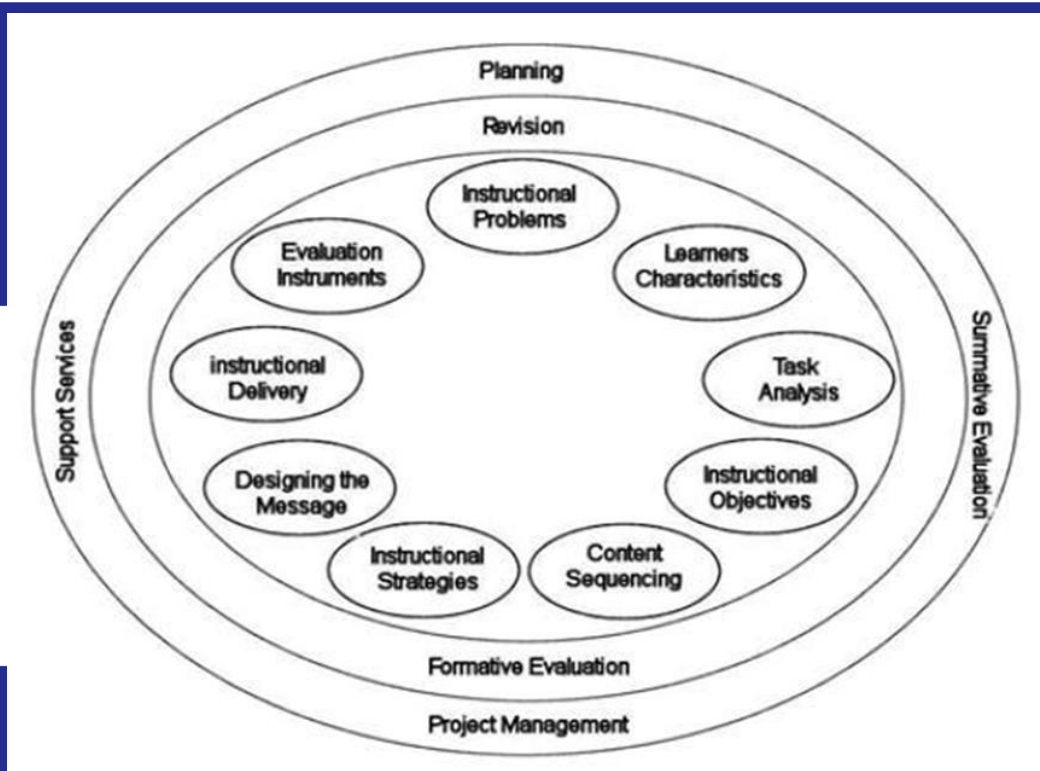 Planning
Revision
Instructional
Problems
Learners
Characteristics
Evaluation
Instruments
Task
Analysis
instructional
Delivery
Support Services
Summative Evaluation
Instructional
Objectives
Designing the
Message
Content
Sequencing
Instructional
Strategies
Formative Evaluation
Project Management